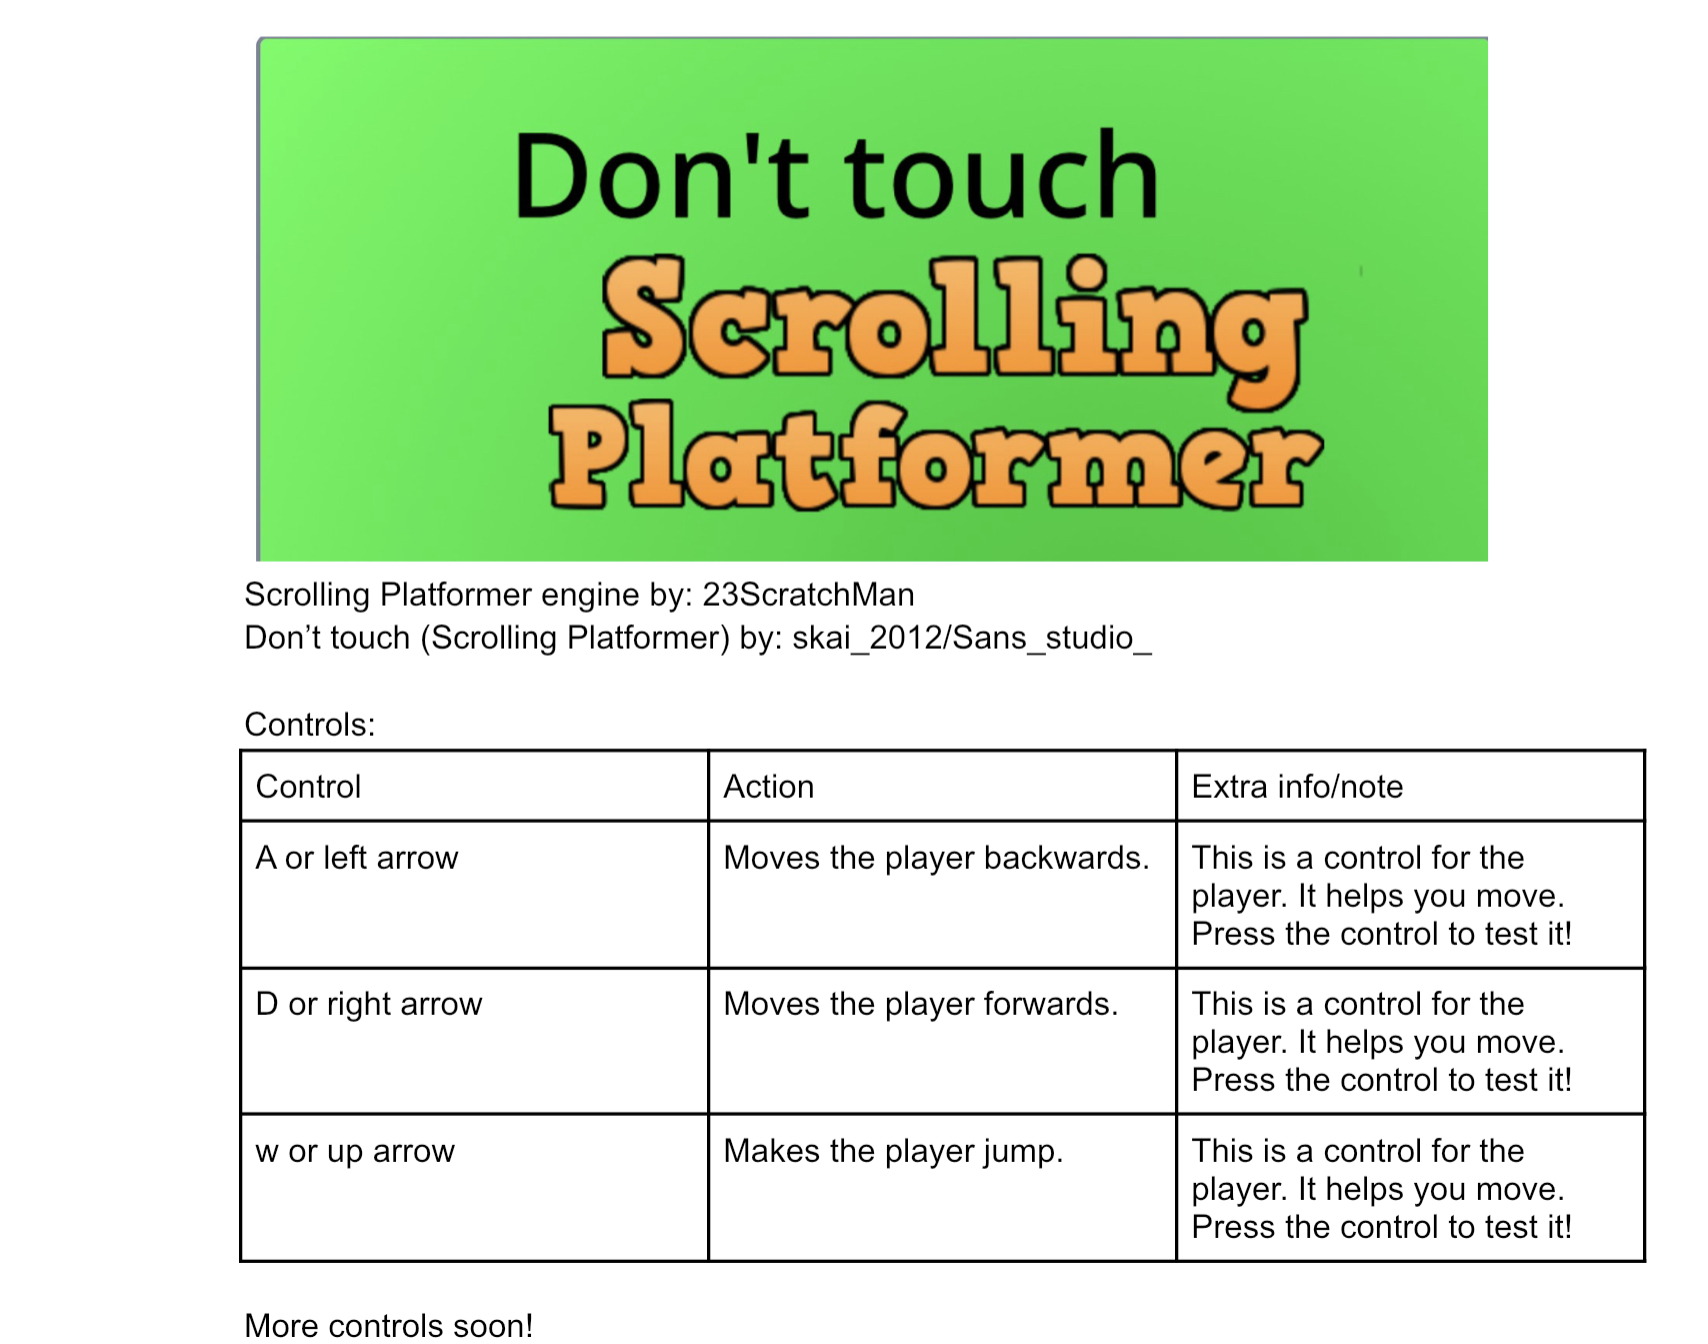 Don't touch
Scrolling
Platformer
Scrolling Platformer engine by: 23ScratchMan
Don’t touch (Scrolling Platformer) by: skai_2012/Sans_studio_
Controls:
Control
Action
Extra info/note
A or left arrow
Moves the player backwards.
This is a control for the
player. It helps you move.
Press the control to test it!
D or right arrow
Moves the player forwards.
This is a control for the
player. It helps you move.
Press the control to test it!
w or up arrow
Makes the player jump.
This is a control for the
player. It helps you move.
Press the control to test it!
More controls soon!